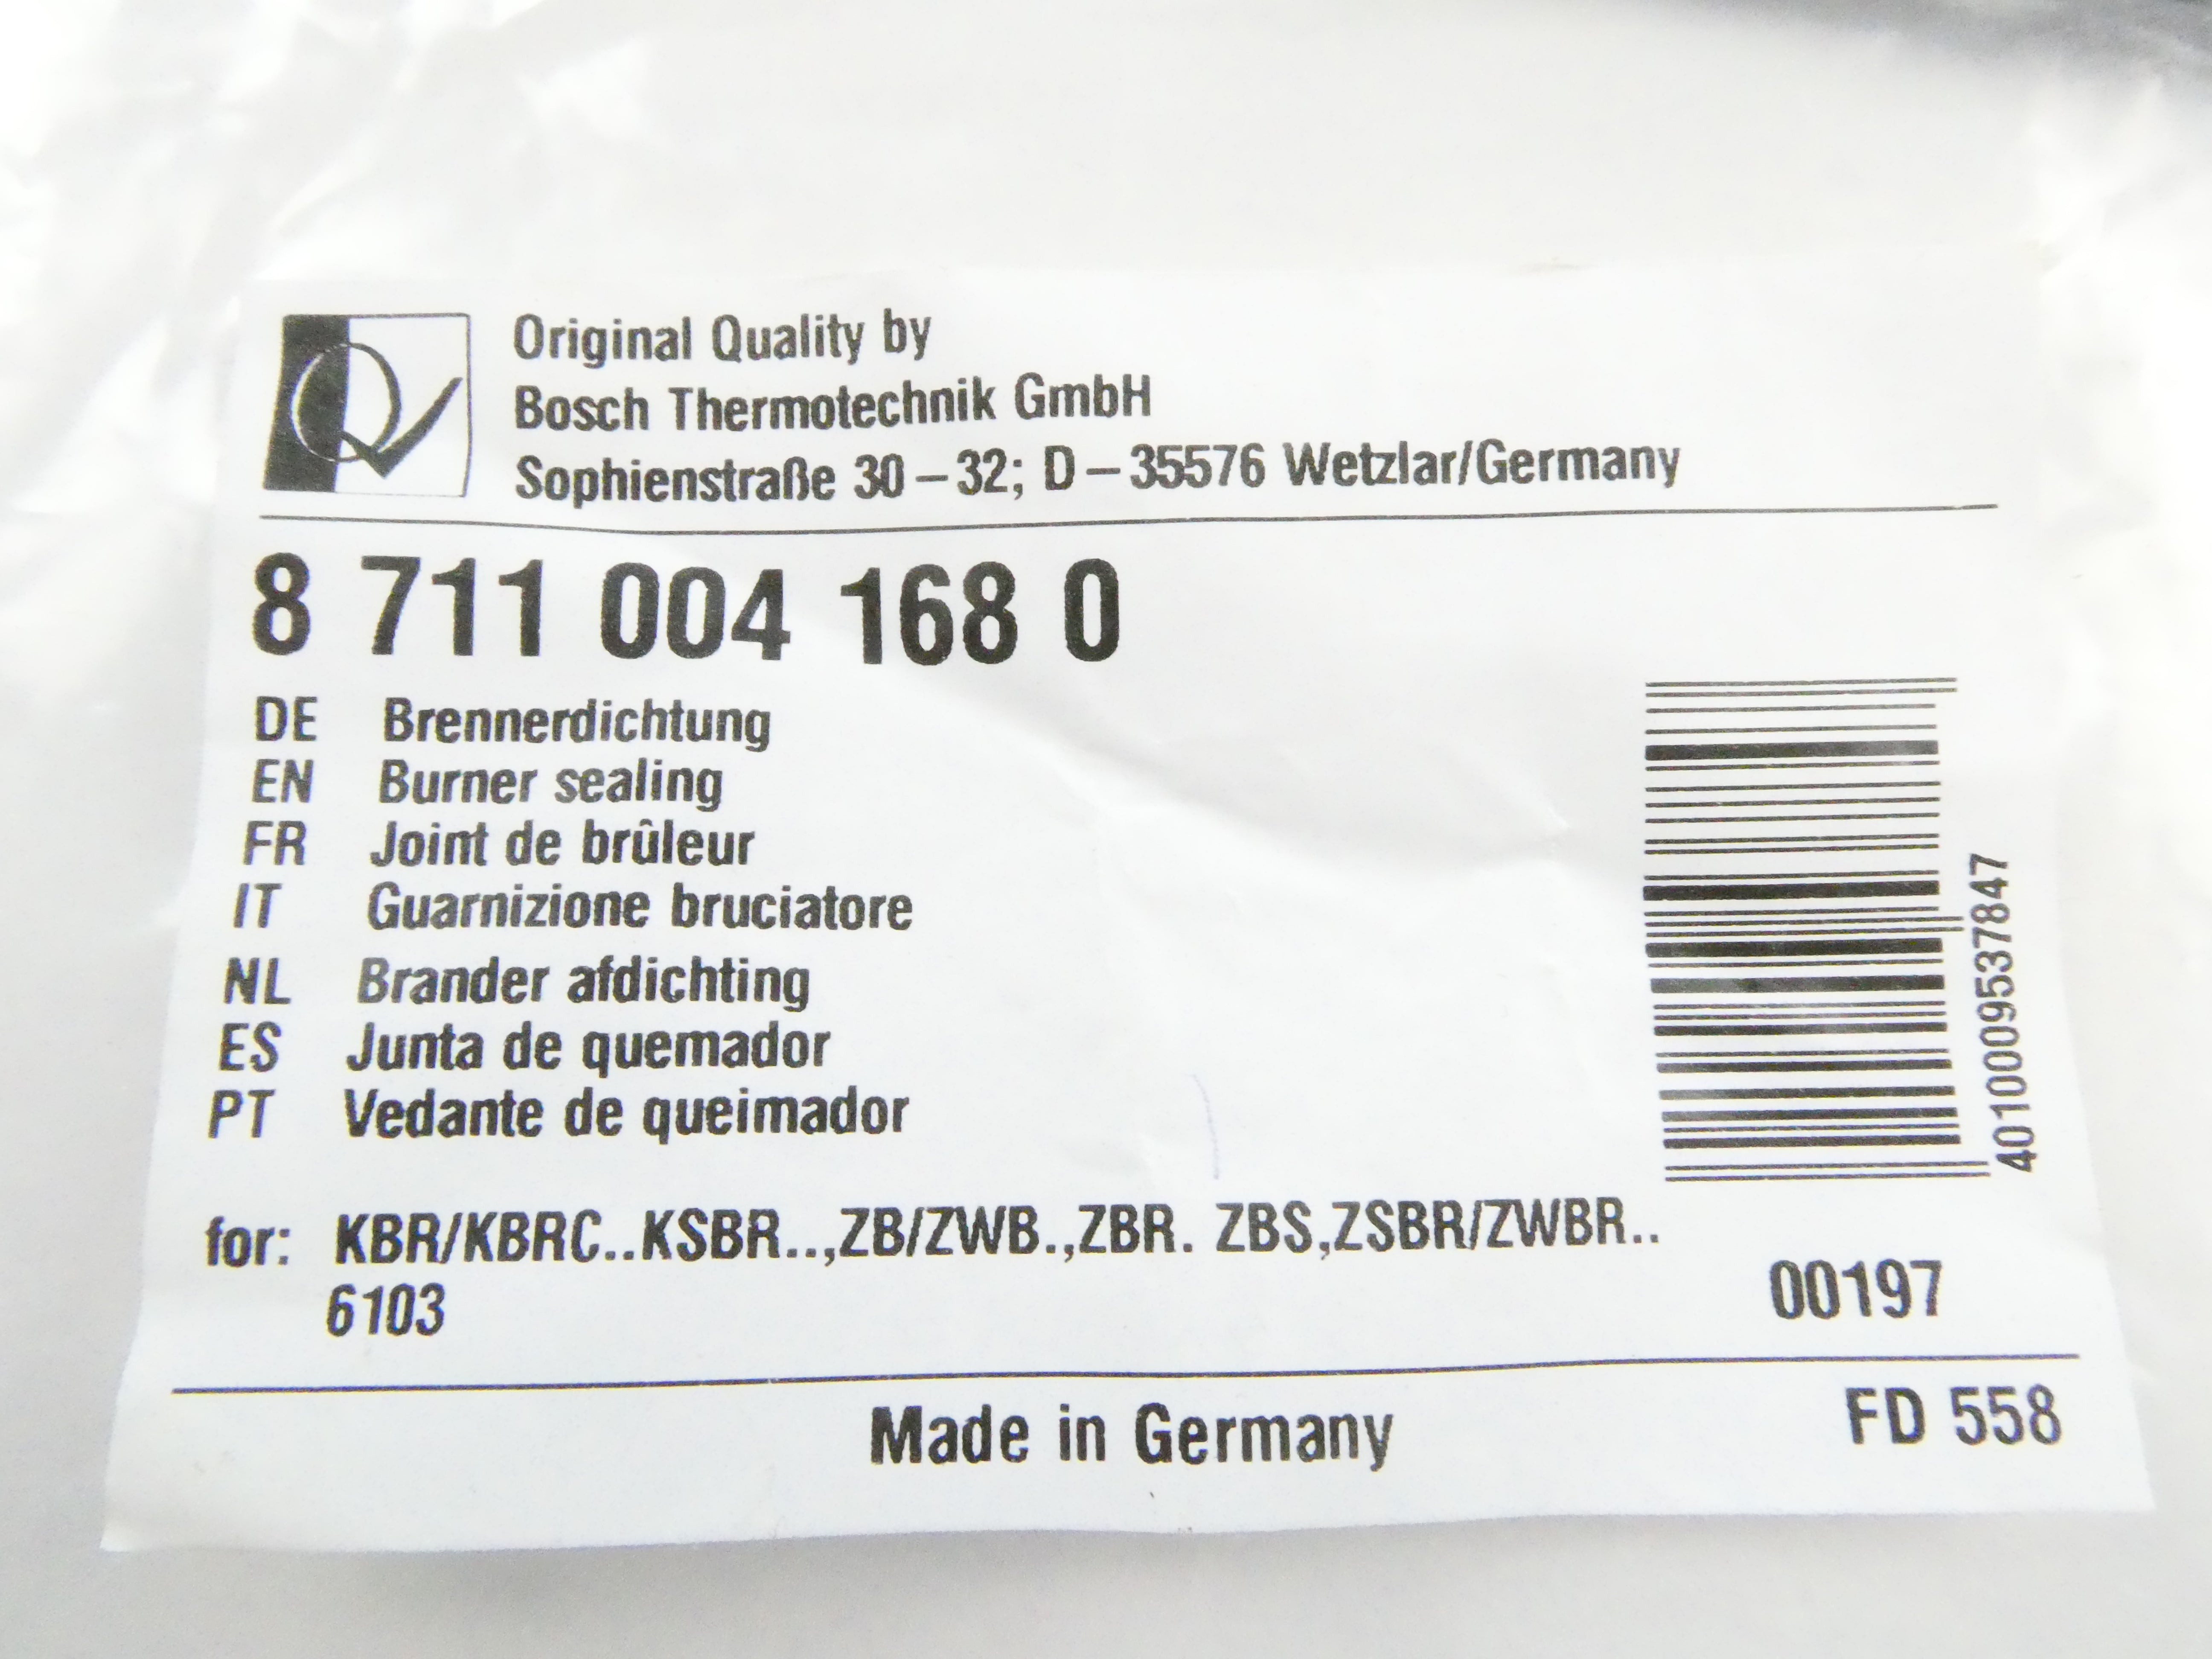 Original Quality by
Bosch Thermotechnik GmbH
Sophienstraße 30 – 32; D – 35576 Wetzlar/Germany
8 711 004 168 0
DE Brennerdichtung
EN Burner sealing
FR Joint de brûleur
IT Guarnizione bruciatore
NL Brander afdichting
ES Junta de quemador
PT Vedante de queimador
4010009537847
for: KBR/KBRC..KSBR..,ZB/ZWB.,ZBR. ZBS,ZSBR/ZWBR..
6103
00197
Made in Germany
FD 558